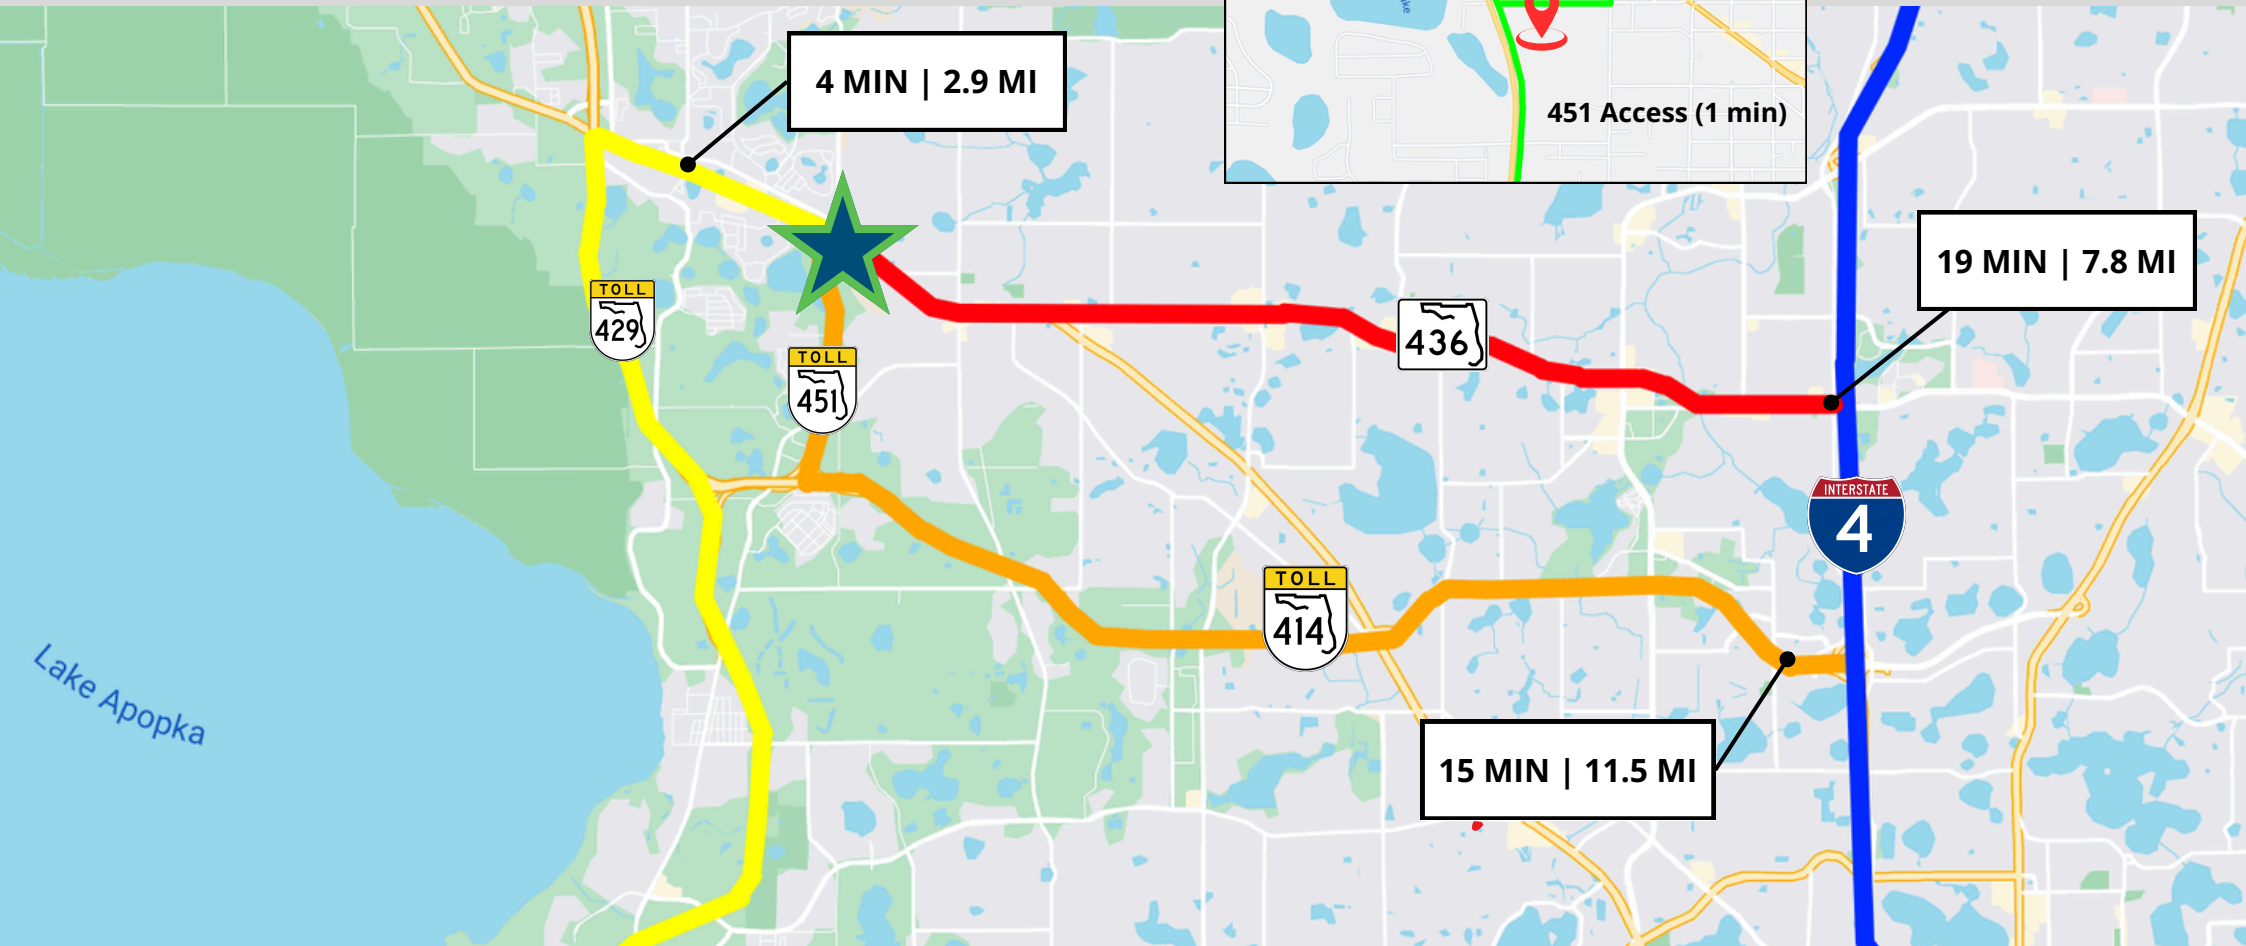 4 MIN | 2.9 MI
451 Access (1 min)
19 MIN | 7.8 MI
TOLL
429
TOLL
451
436
INTERSTATE
4
TOLL
414
Lake Apopka
15 MIN | 11.5 MI